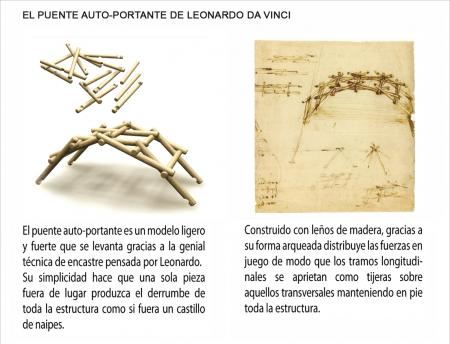 EL PUENTE AUTO-PORTANTE DE LEONARDO DA VINCI
El puente auto-portante es un modelo ligero
y fuerte que se levanta gracias a la genial
técnica de encastre pensada por Leonardo.
Su simplicidad hace que una sola pieza
fuera de lugar produzca el derrumbe de
toda la estructura como si fuera un castillo
de naipes.
Construido con leños de madera, gracias a
su forma arqueada distribuye las fuerzas en
juego de modo que los tramos longitudi-
nales se aprietan como tijeras sobre
aquellos transversales manteniendo en pie
toda la estructura.